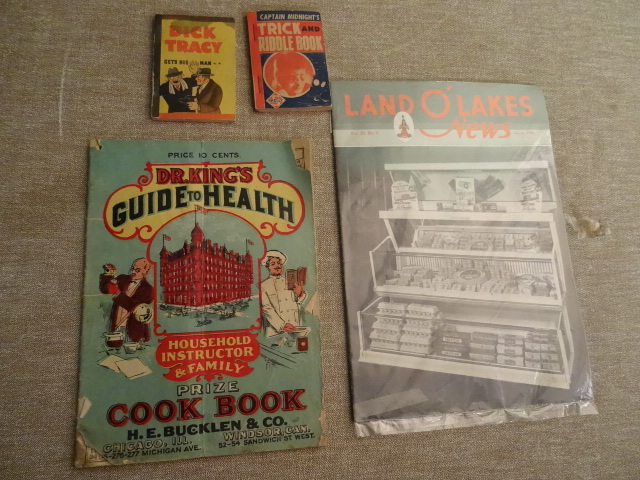 DICK
TRACY
GETS HIS MAN
CAPTAIN MIDNIGHT'S
TRICK AND
RIDDLE BOOK
LAND O'LAKES
News
PRICE 10 CENTS.
DR. KING'S
GUIDE TO HEALTH
HOUSEHOLD
INSTRUCTOR
& FAMILY
PRIZE
COOK BOOK
H. E. BUCKLEN & CO.
CHICAGO, ILL. WINDSOR, CAN.
MICHIGAN AVE. 52-54 SANDWICH ST. WEST.